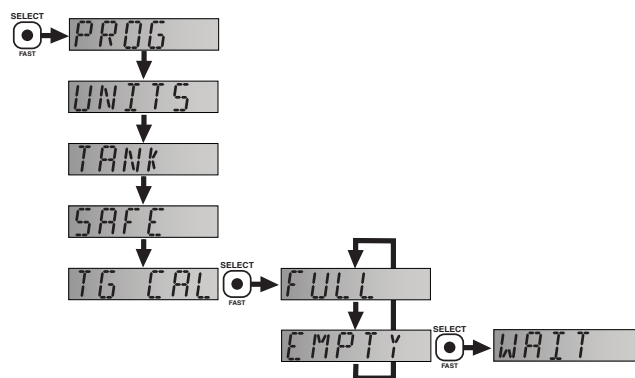 SELECT
FAST
PROG
UNITS
TANK
SAFE
TG CAL
SELECT
FAST
FULL
EMPTY
SELECT
FAST
WAIT